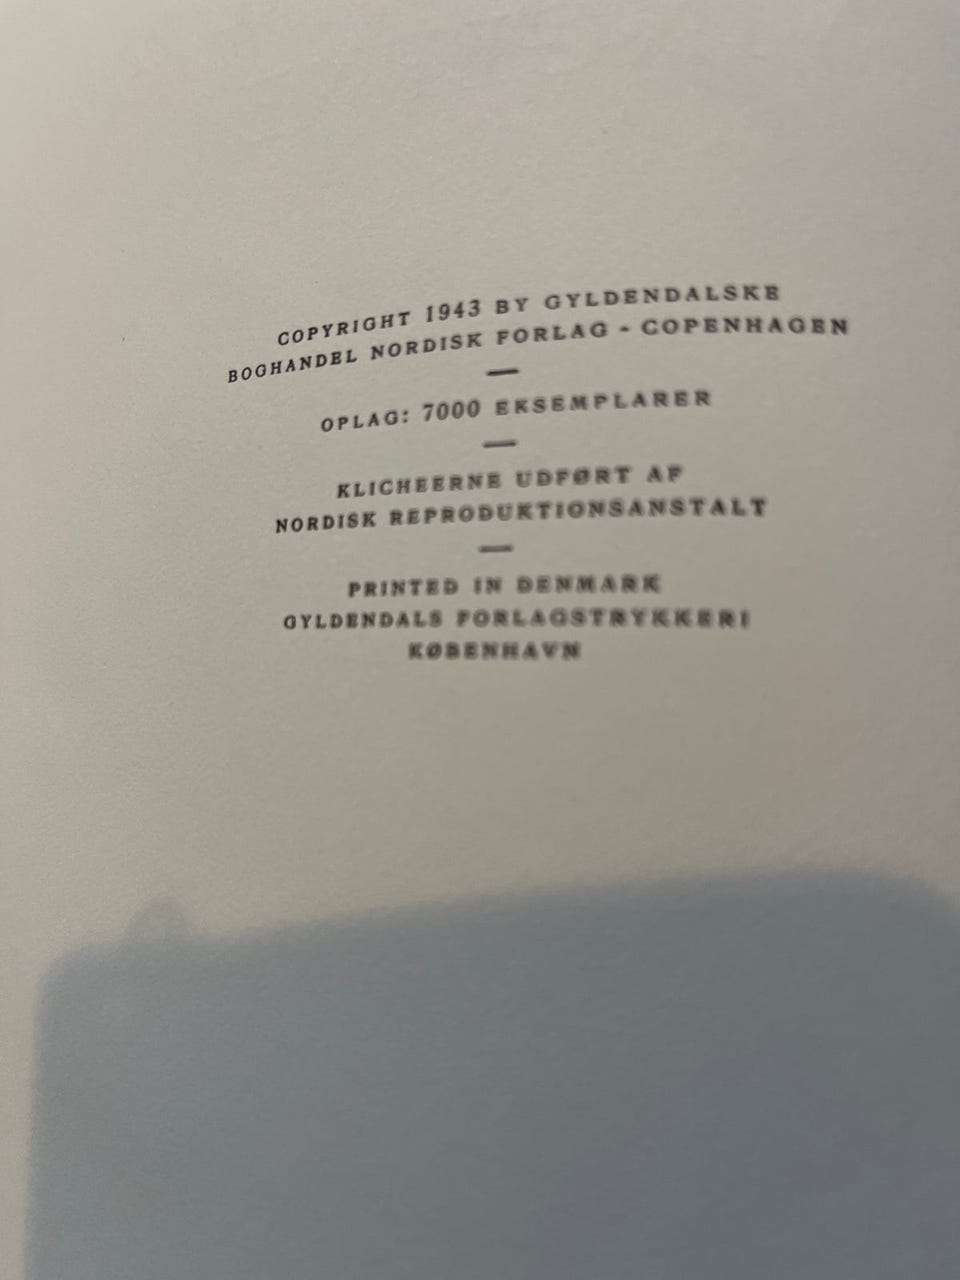 COPYRIGHT 1943 BY GYLDENDALSKE
BOGHANDEL NORDISK FORLAG - COPENHAGEN
OPLAG: 7000 EKSEMPLARER
KLICHEERNE UDFØRT AF
NORDISK REPRODUKTIONSANSTALT
PRINTED IN DENMARK
GYLDENDALS FORLAGSTRYKKERI
KØBENHAVN